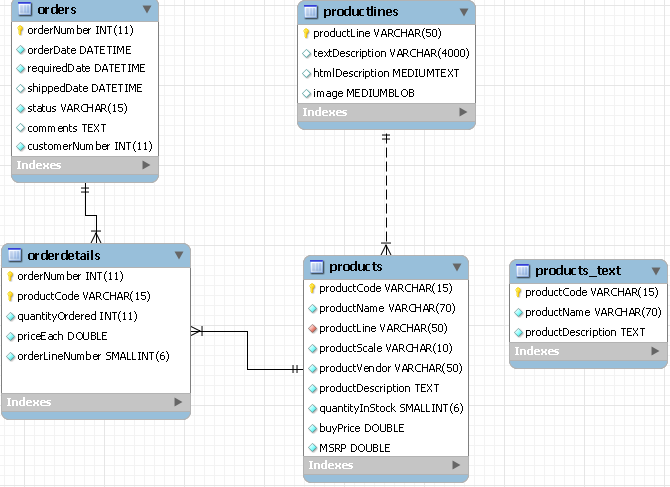 orders
orderNumber INT(11)
orderDate DATETIME
requiredDate DATETIME
shippedDate DATETIME
status VARCHAR(15)
comments TEXT
customerNumber INT(11)
Indexes
productlines
productLine VARCHAR(50)
textDescription VARCHAR(4000)
htmlDescription MEDIUMTEXT
image MEDIUMBLOB
Indexes
orderdetails
orderNumber INT(11)
productCode VARCHAR(15)
quantityOrdered INT(11)
priceEach DOUBLE
orderLineNumber SMALLINT(6)
Indexes
products
productCode VARCHAR(15)
productName VARCHAR(70)
productLine VARCHAR(50)
productScale VARCHAR(10)
productVendor VARCHAR(50)
productDescription TEXT
quantityInStock SMALLINT(6)
buyPrice DOUBLE
MSRP DOUBLE
Indexes
products_text
productCode VARCHAR(15)
productName VARCHAR(70)
productDescription TEXT
Indexes